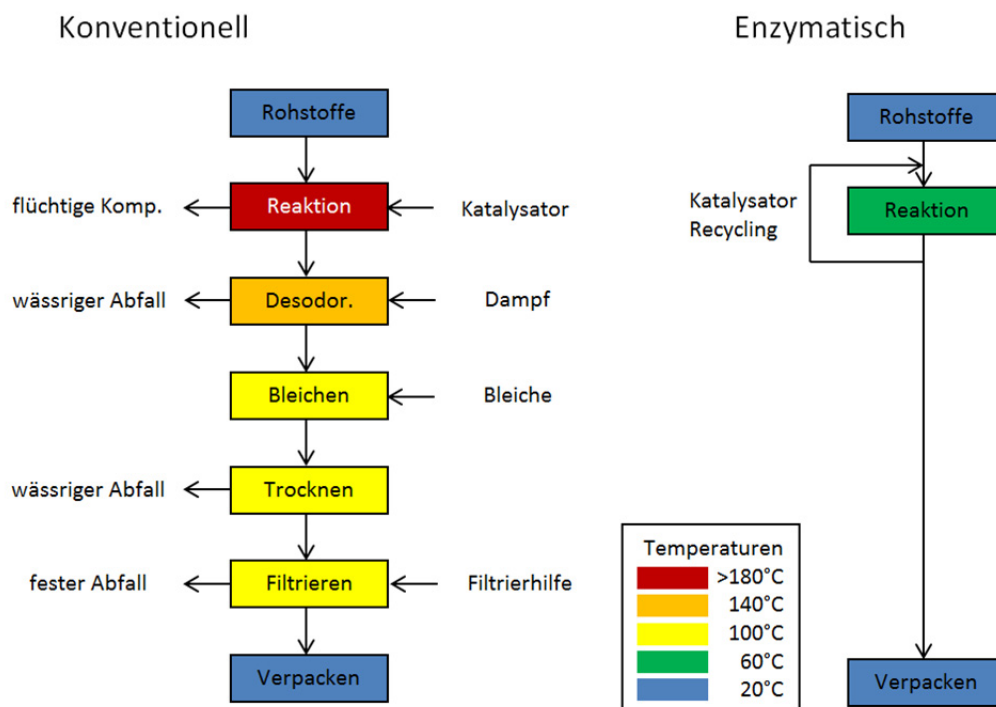 Konventionell
Rohstoffe
flüchtige Komp.
Reaktion
Katalysator
wässriger Abfall
Desodor.
Dampf
Bleichen
Bleiche
wässriger Abfall
Trocknen
fester Abfall
Filtrieren
Filtrierhilfe
Verpacken
Enzymatisch
Rohstoffe
Katalysator
Recycling
Reaktion
Verpacken
Temperaturen
>180°C
140°C
100°C
60°C
20°C